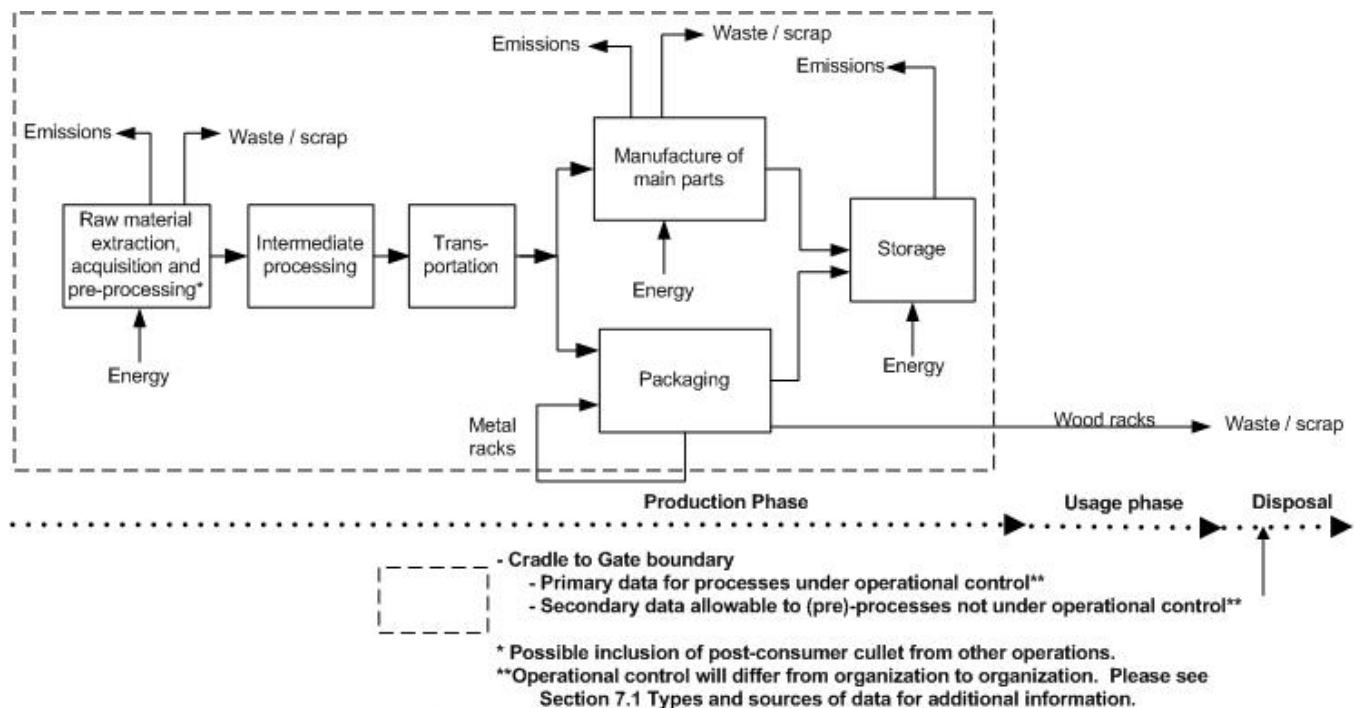 Emissions
Waste / scrap
Emissions
Emissions
Waste / scrap
Raw material
extraction,
acquisition and
pre-processing*
Intermediate
processing
Trans-
portation
Manufacture of
main parts
Storage
Energy
Energy
Energy
Packaging
Metal
racks
Wood racks
Waste / scrap
Production Phase
Usage phase
Disposal
- Cradle to Gate boundary
- Primary data for processes under operational control**
- Secondary data allowable to (pre)-processes not under operational control**
* Possible inclusion of post-consumer cullet from other operations.
**Operational control will differ from organization to organization.  Please see
Section 7.1 Types and sources of data for additional information.